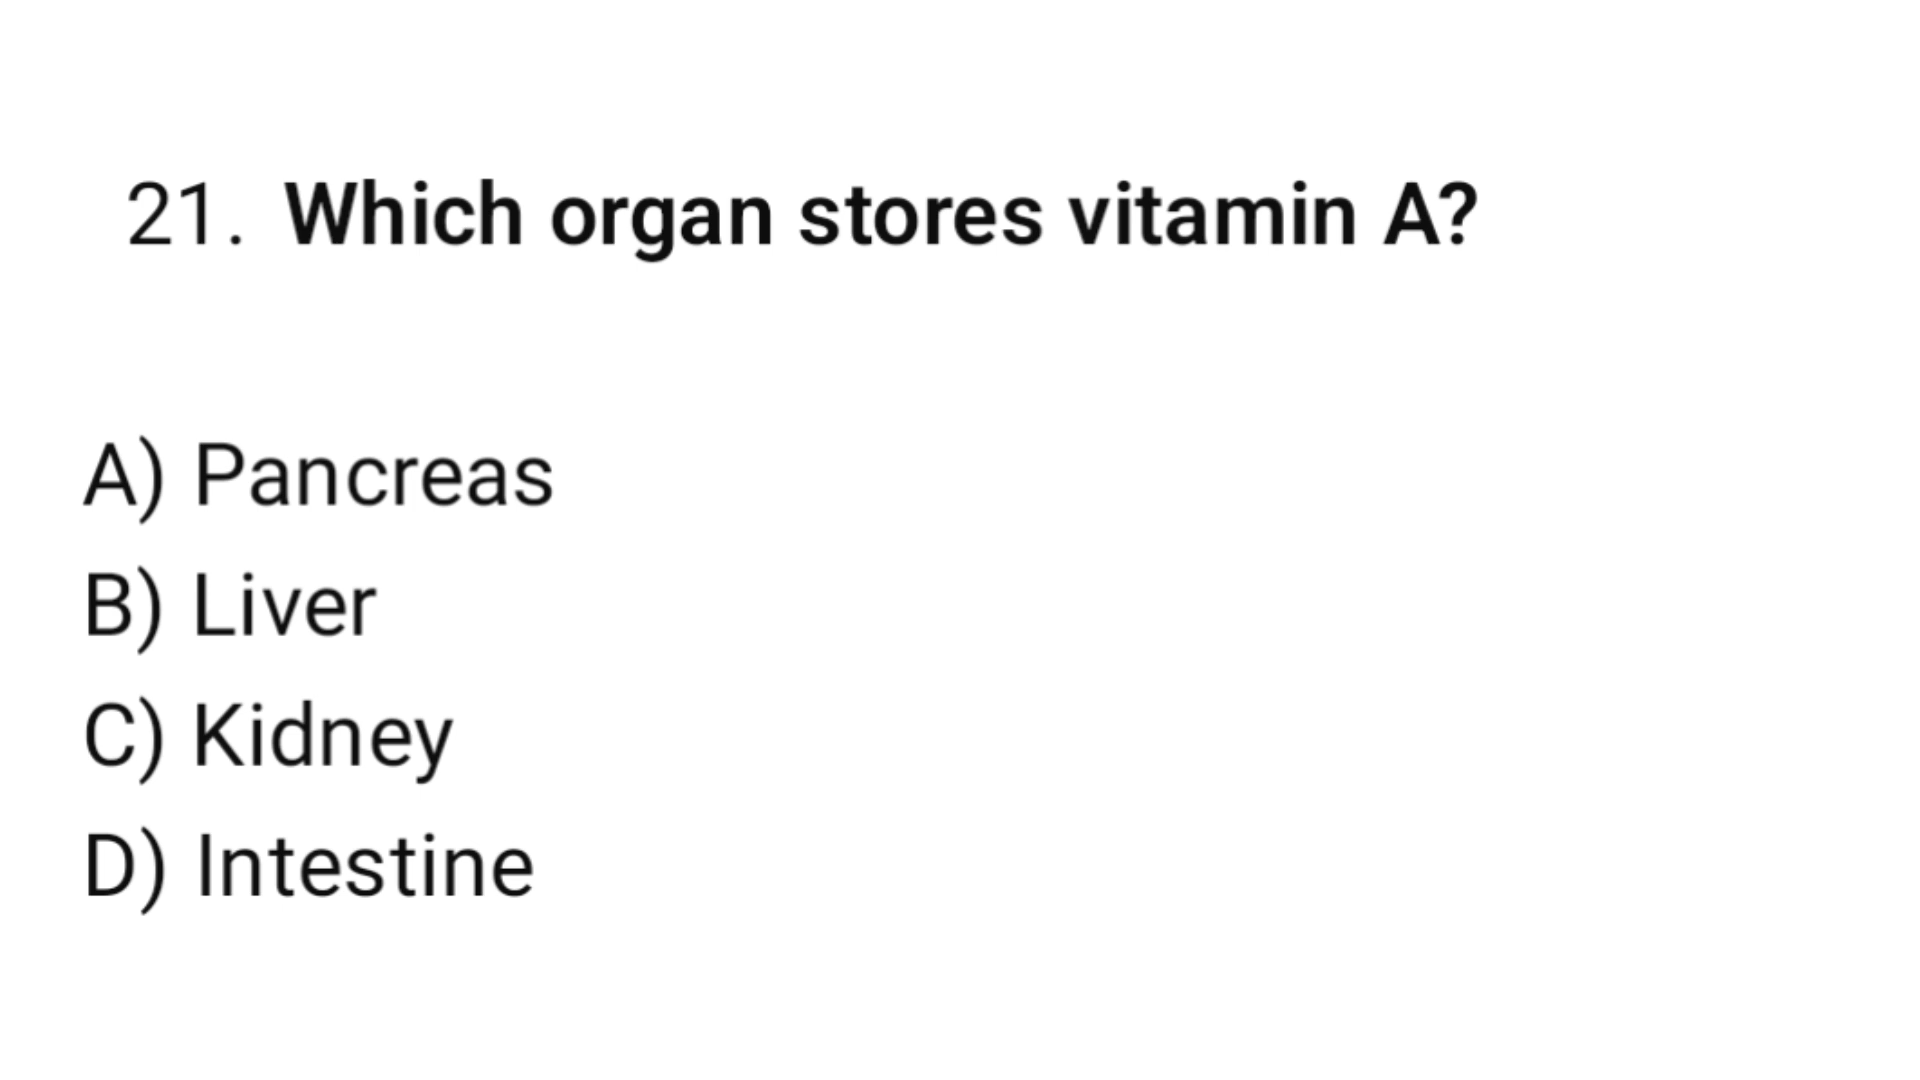 21. Which organ stores vitamin A?
A) Pancreas
B) Liver
C) Kidney
D) Intestine